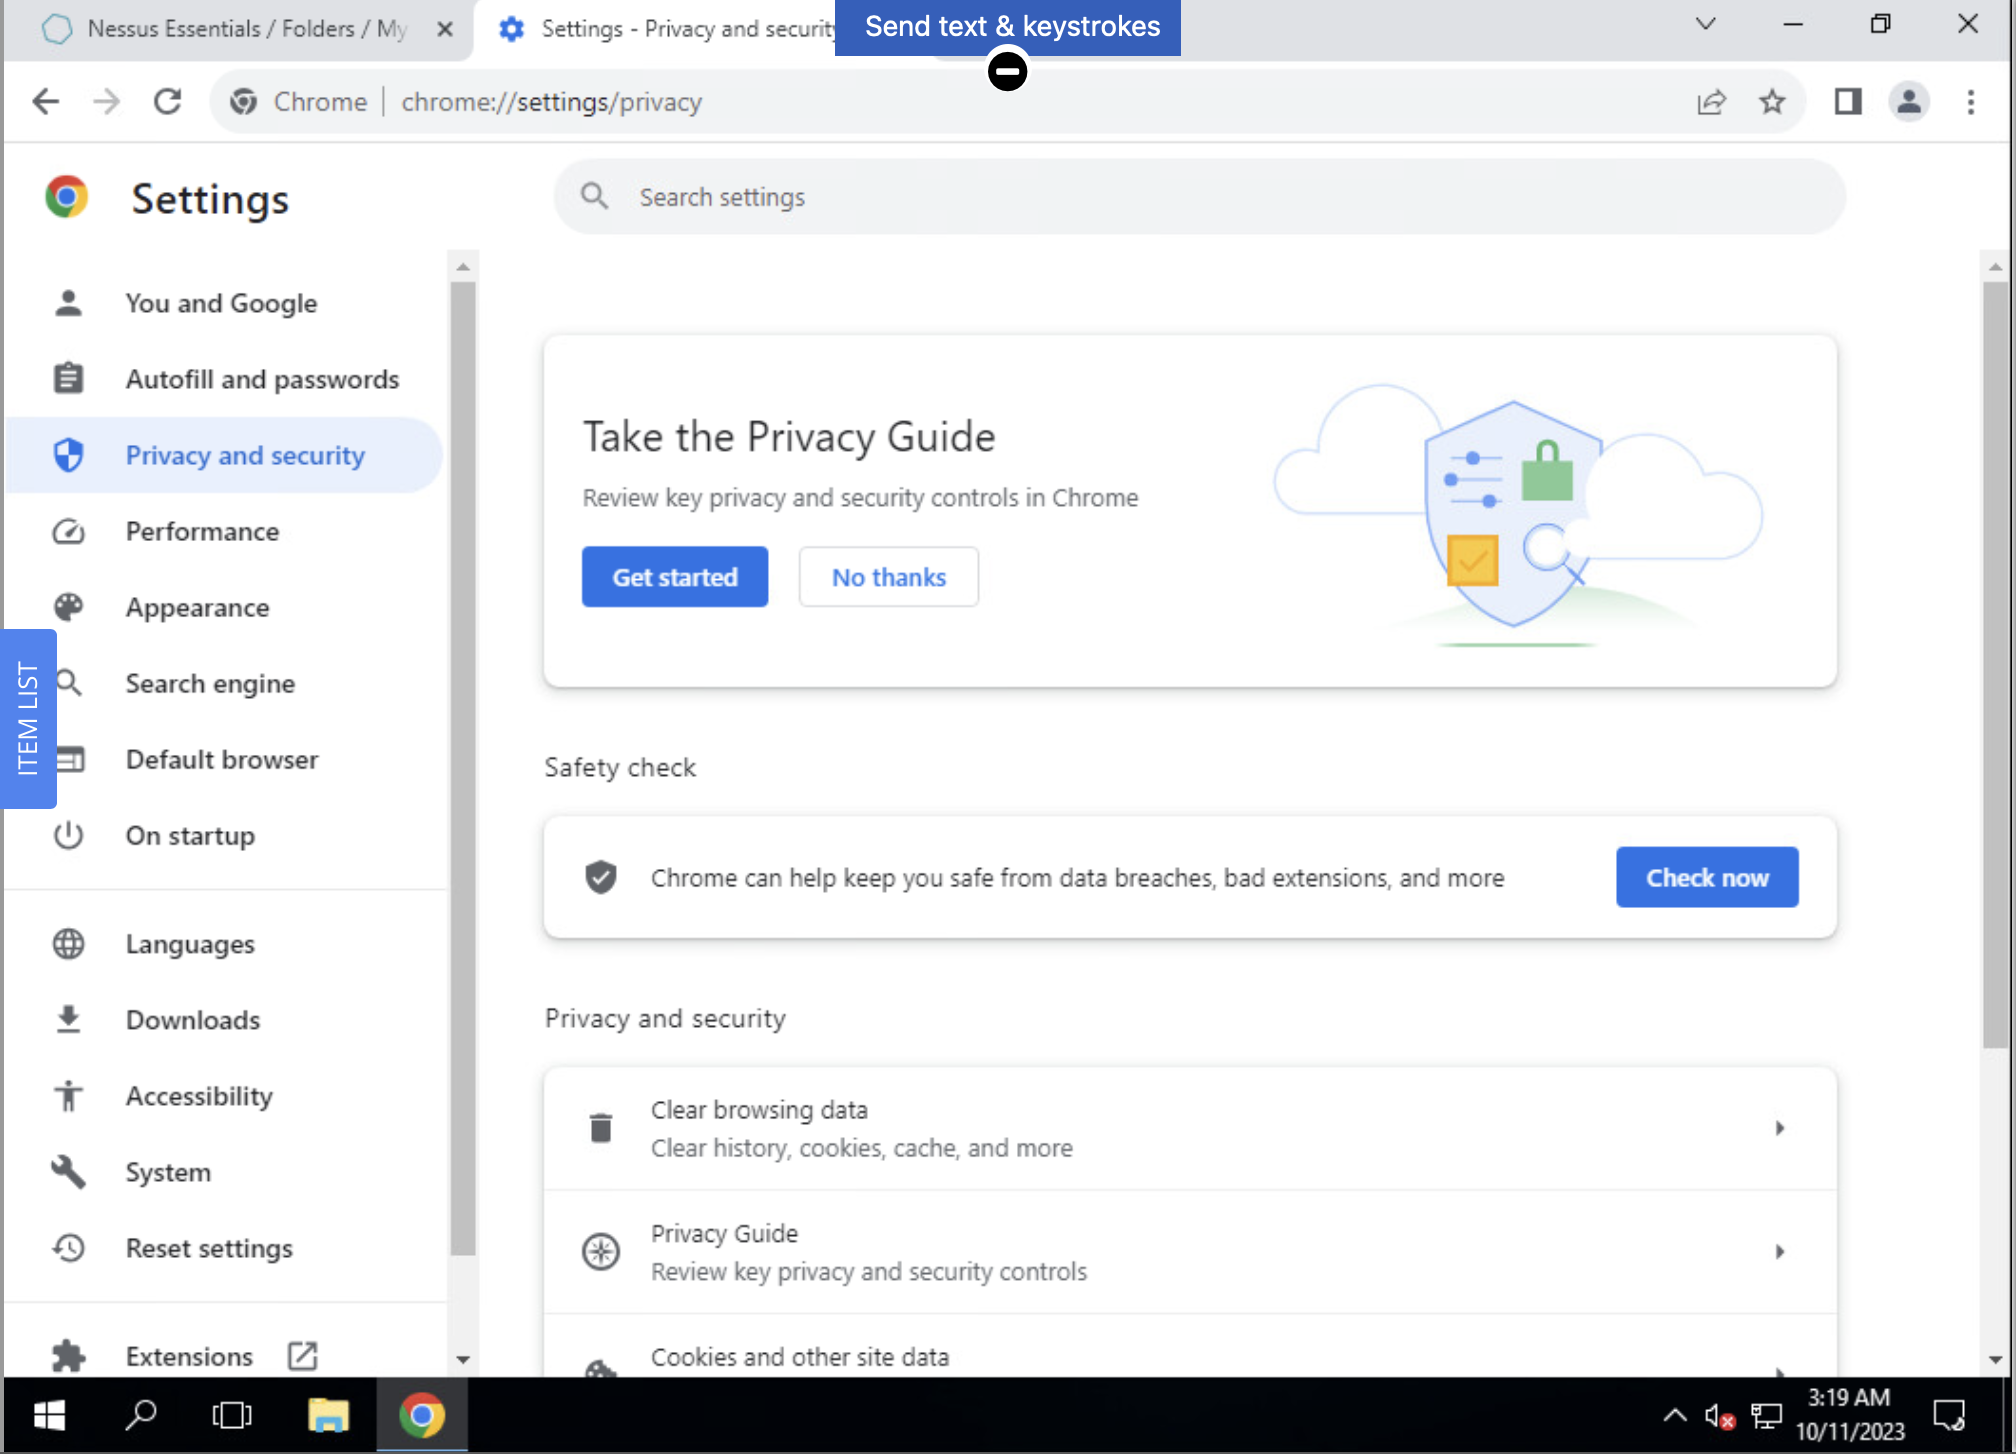 Nessus Essentials / Folders / My
Settings - Privacy and security
Send text & keystrokes
Chrome
chrome://settings/privacy
Settings
Search settings
You and Google
Autofill and passwords
Privacy and security
Performance
Appearance
Search engine
Default browser
On startup
Languages
Downloads
Accessibility
System
Reset settings
Extensions
ITEM LIST
Take the Privacy Guide
Review key privacy and security controls in Chrome
Get started
No thanks
Safety check
Chrome can help keep you safe from data breaches, bad extensions, and more
Check now
Privacy and security
Clear browsing data
Clear history, cookies, cache, and more
Privacy Guide
Review key privacy and security controls
Cookies and other site data
3:19 AM
10/11/2023